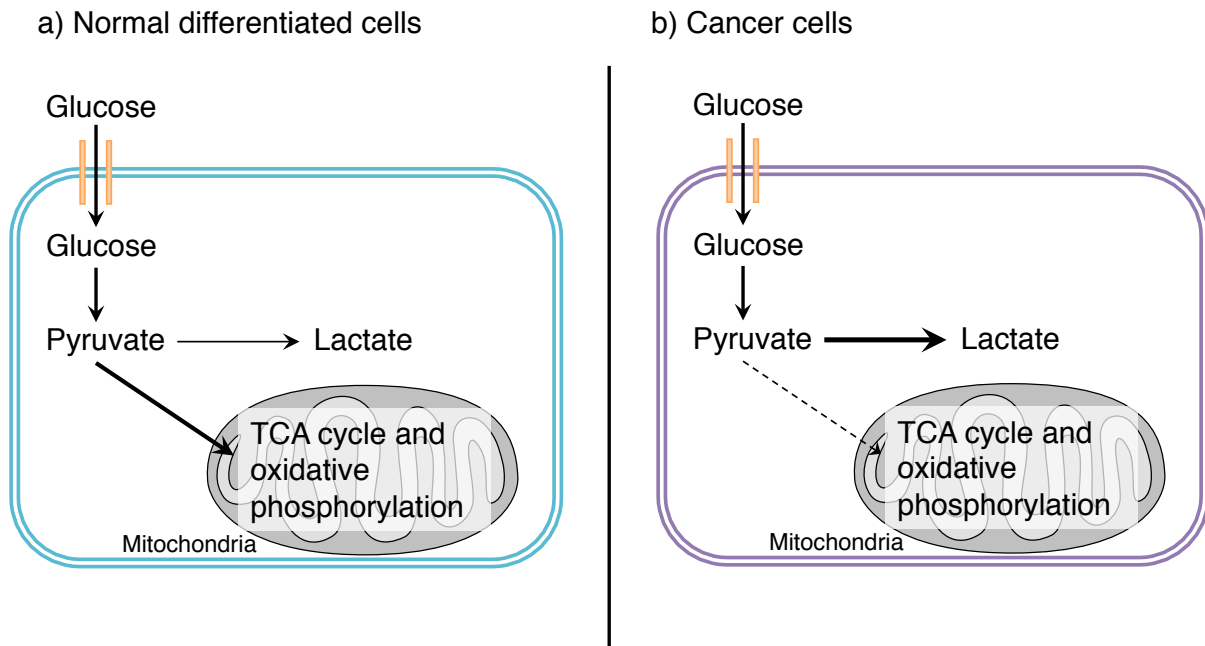 a) Normal differentiated cells
Glucose
Glucose
Pyruvate
Lactate
TCA cycle and
oxidative
phosphorylation
Mitochondria
b) Cancer cells
Glucose
Glucose
Pyruvate
Lactate
TCA cycle and
oxidative
phosphorylation
Mitochondria